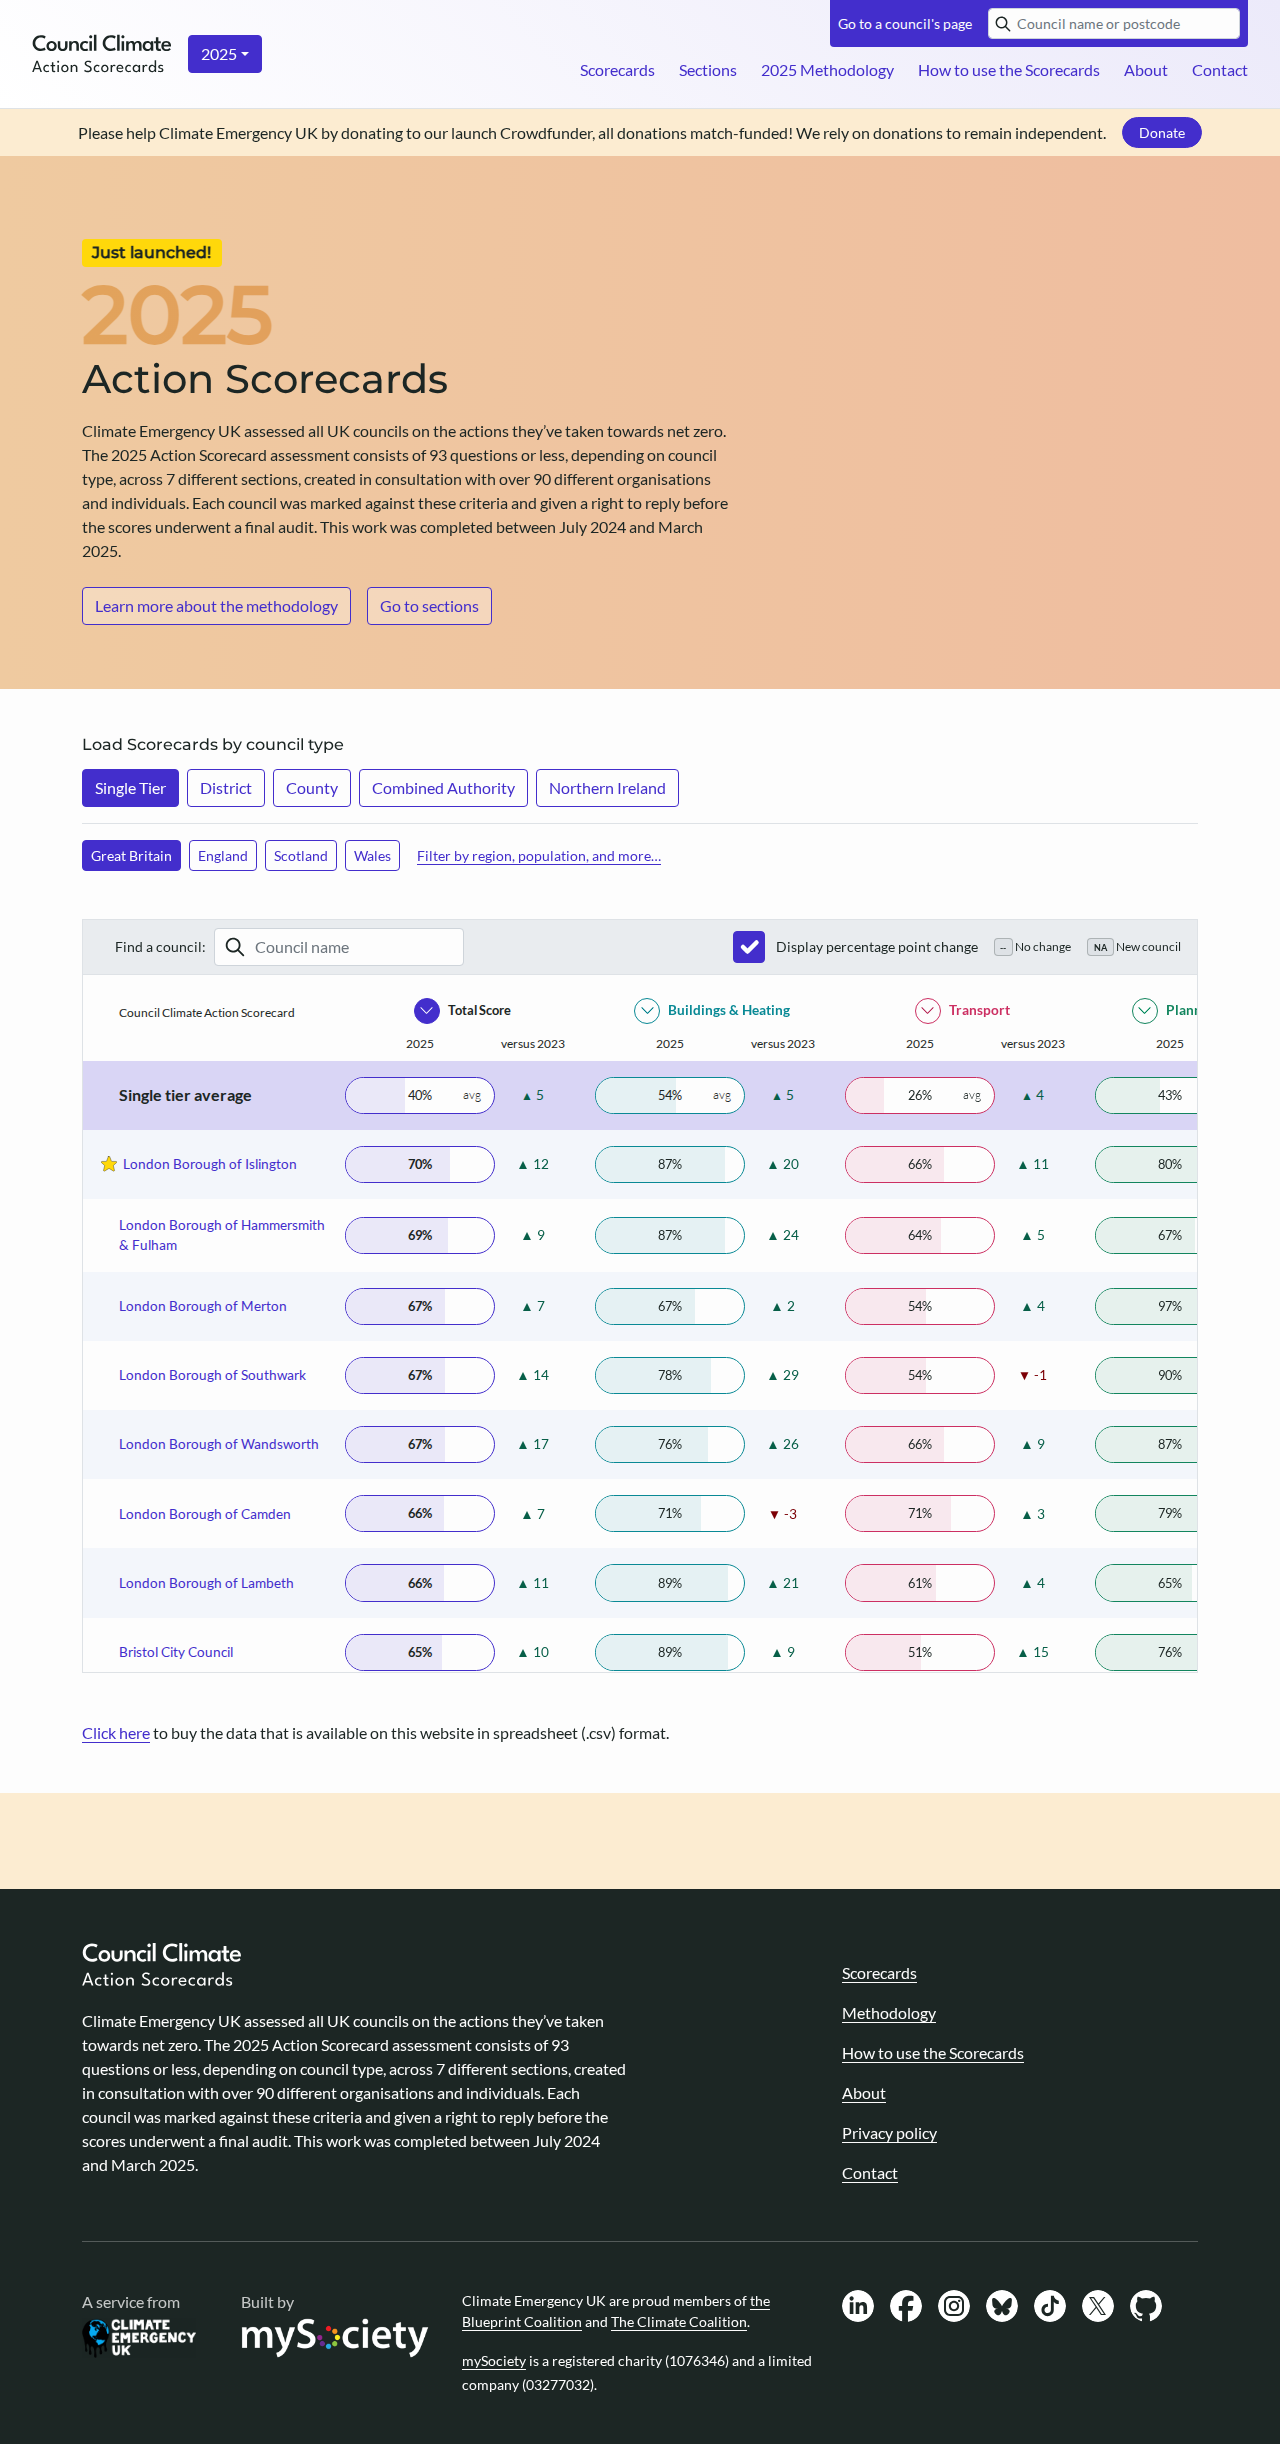 Go to a council's page
Council name or postcode
Council Climate
Action Scorecards
2025
Scorecards Sections 2025 Methodology How to use the Scorecards About Contact
Please help Climate Emergency UK by donating to our launch Crowdfunder, all donations match-funded! We rely on donations to remain independent. Donate
Just launched!
2025
Action Scorecards
Climate Emergency UK assessed all UK councils on the actions they’ve taken towards net zero.
The 2025 Action Scorecard assessment consists of 93 questions or less, depending on council
type, across 7 different sections, created in consultation with over 90 different organisations
and individuals. Each council was marked against these criteria and given a right to reply before
the scores underwent a final audit. This work was completed between July 2024 and March
2025.
Learn more about the methodology Go to sections
Load Scorecards by council type
Single Tier District County Combined Authority Northern Ireland
Great Britain England Scotland Wales Filter by region, population, and more…
Find a council: Council name Display percentage point change -- No change NA New council
Council Climate Action Scorecard Total Score Buildings & Heating Transport Plann
2025 versus 2023 2025 versus 2023 2025 versus 2023 2025
Single tier average 40% avg ▲ 5 54% avg ▲ 5 26% avg ▲ 4 43%
London Borough of Islington 70% ▲ 12 87% ▲ 20 66% ▲ 11 80%
London Borough of Hammersmith
& Fulham 69% ▲ 9 87% ▲ 24 64% ▲ 5 67%
London Borough of Merton 67% ▲ 7 67% ▲ 2 54% ▲ 4 97%
London Borough of Southwark 67% ▲ 14 78% ▲ 29 54% ▼ -1 90%
London Borough of Wandsworth 67% ▲ 17 76% ▲ 26 66% ▲ 9 87%
London Borough of Camden 66% ▲ 7 71% ▼ -3 71% ▲ 3 79%
London Borough of Lambeth 66% ▲ 11 89% ▲ 21 61% ▲ 4 65%
Bristol City Council 65% ▲ 10 89% ▲ 9 51% ▲ 15 76%
Click here to buy the data that is available on this website in spreadsheet (.csv) format.
Council Climate
Action Scorecards
Climate Emergency UK assessed all UK councils on the actions they’ve taken
towards net zero. The 2025 Action Scorecard assessment consists of 93
questions or less, depending on council type, across 7 different sections, created
in consultation with over 90 different organisations and individuals. Each
council was marked against these criteria and given a right to reply before the
scores underwent a final audit. This work was completed between July 2024
and March 2025.
Scorecards
Methodology
How to use the Scorecards
About
Privacy policy
Contact
A service from
CLIMATE
EMERGENCY
UK
Built by
mySociety
Climate Emergency UK are proud members of the
Blueprint Coalition and The Climate Coalition.
mySociety is a registered charity (1076346) and a limited
company (03277032).